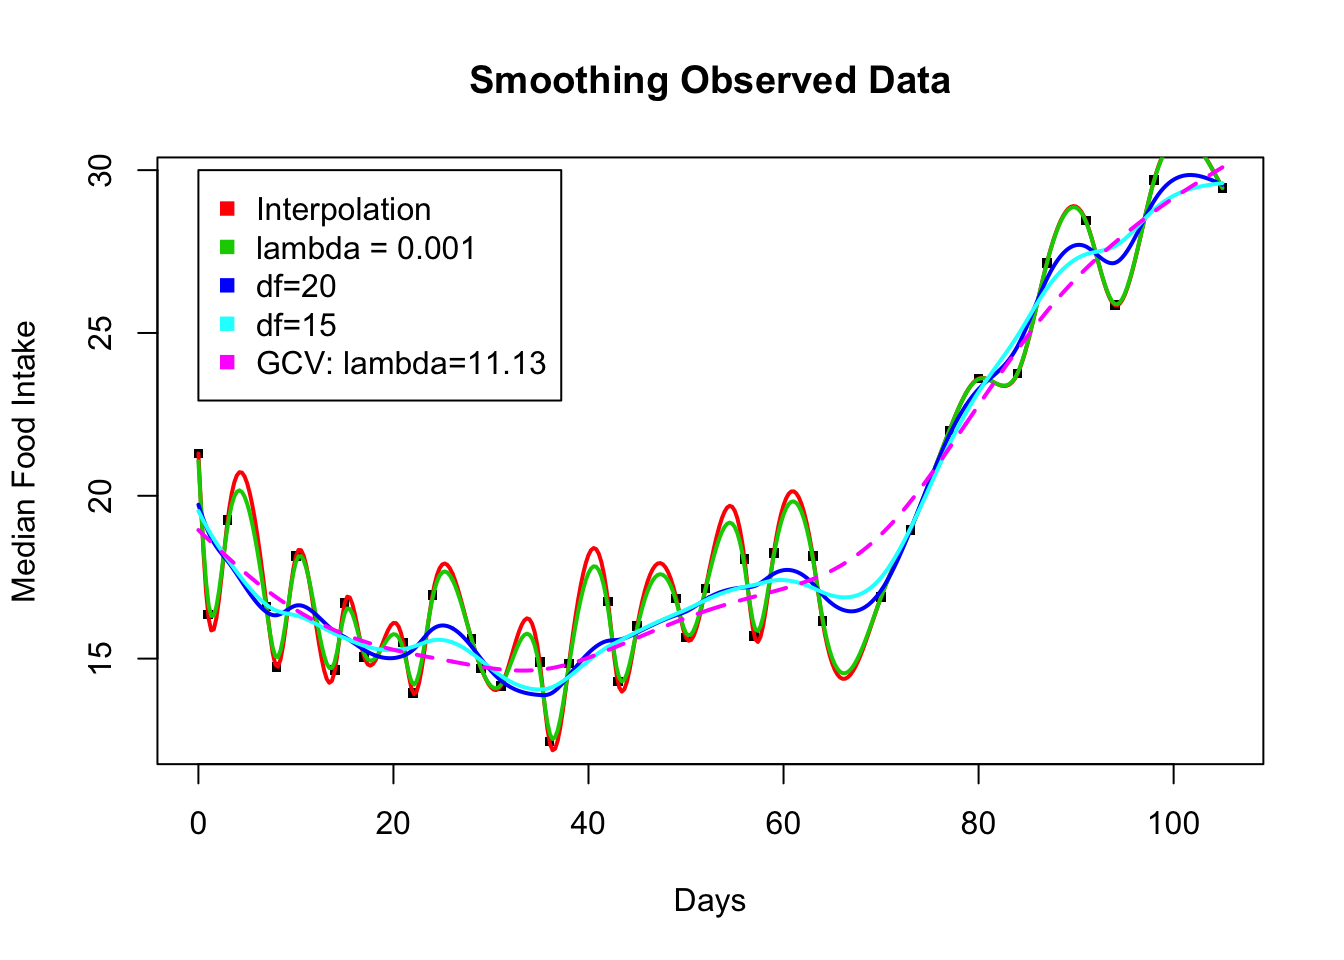 Smoothing Observed Data
Median Food Intake
30
25
20
15
Interpolation
lambda = 0.001
df=20
df=15
GCV: lambda=11.13
0 20 40 60 80 100
Days